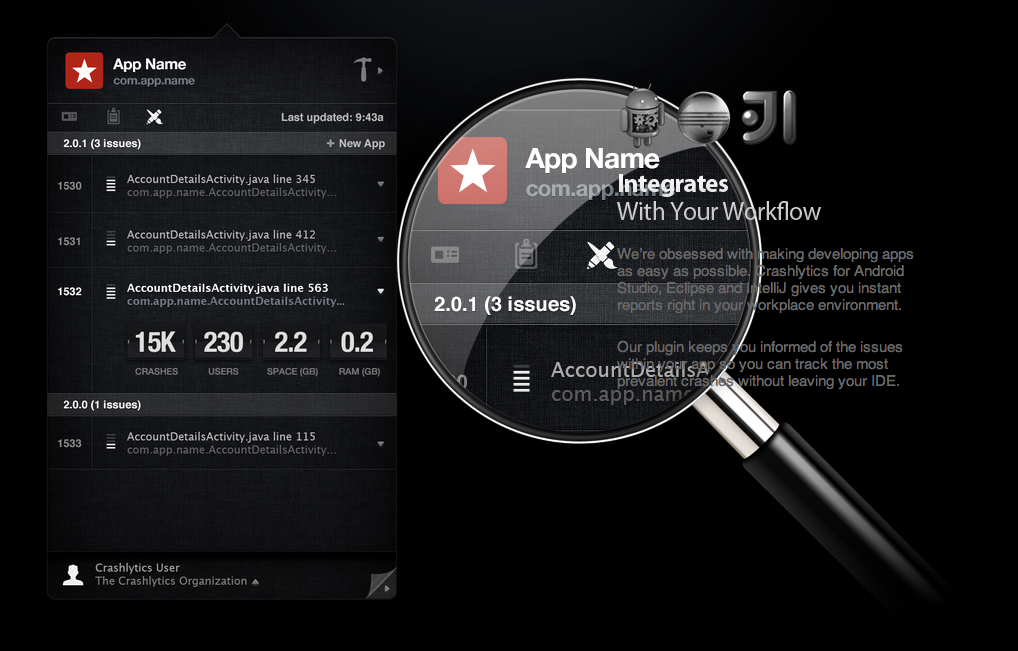 App Name
com.app.name
Last updated: 9:43a
2.0.1 (3 issues)
+ New App
1530
AccountDetailsActivity.java line 345
com.app.name.AccountDetailsActivity...
1531
AccountDetailsActivity.java line 412
com.app.name.AccountDetailsActivity...
1532
AccountDetailsActivity.java line 563
com.app.name.AccountDetailsActivity...
15K
230
2.2
0.2
CRASHES
USERS
SPACE (GB)
RAM (GB)
2.0.0 (1 issues)
1533
AccountDetailsActivity.java line 115
com.app.name.AccountDetailsActivity...
Crashlytics User
The Crashlytics Organization
App Name
com.app.name
2.0.1 (3 issues)
0
AccountDetailsA
com.app.name
JI
Integrates
With Your Workflow
We're obsessed with making developing apps
as easy as possible. Crashlytics for Android
Studio, Eclipse and IntelliJ gives you instant
reports right in your workplace environment.
Our plugin keeps you informed of the issues
within your app so you can track the most
prevalent crashes without leaving your IDE.